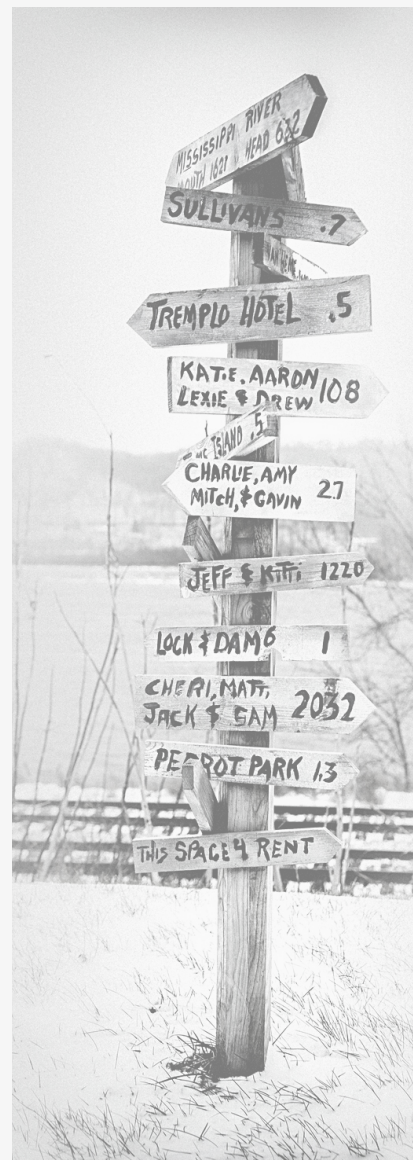 MISSISSIPPI RIVER
MOUTH 1621 HEAD 622
SULLIVANS .7
TREMPLO HOTEL .5
KATIE, AARON
LEXIE & DREW 108
ISLAND .5
CHARLIE, AMY
MITCH, & GAVIN 27
JEFF & KITTI 1220
LOCK & DAM 6 1
CHERI, MATT,
JACK & SAM 2032
PERROT PARK 1.3
THIS SPACE 4 RENT